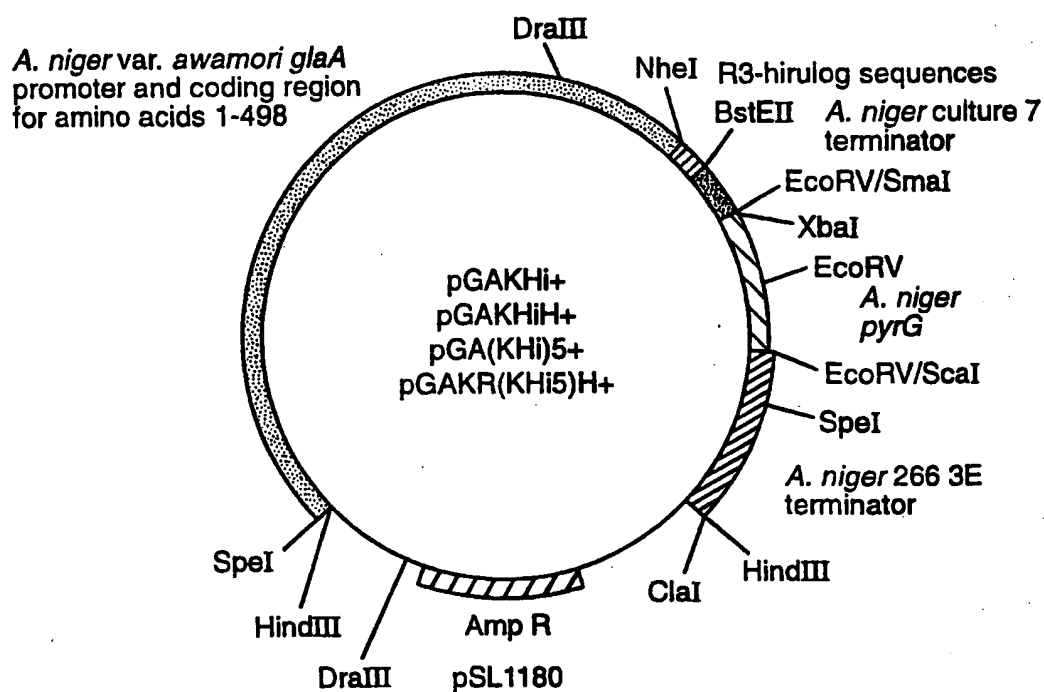 DraIII
A. niger var. awamori glaA
promoter and coding region
for amino acids 1-498
NheI
R3-hirulog sequences
BstEII
A. niger culture 7
terminator
EcoRV/SmaI
XbaI
EcoRV
A. niger
pyrG
pGAKHi+
pGAKHiH+
pGA(KHi)5+
pGAKR(KHi5)H+
EcoRV/ScaI
SpeI
A. niger 266 3E
terminator
SpeI
HindIII
ClaI
HindIII
Amp R
DraIII
pSL1180